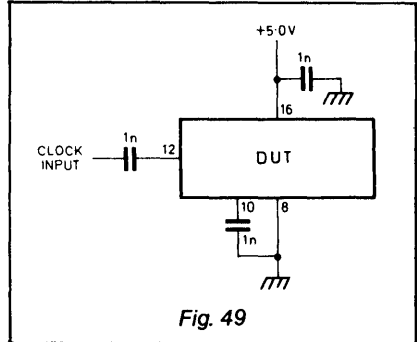 +5·0V
1n
16
CLOCK
INPUT
1n
12
DUT
10
8
1n
Fig. 49